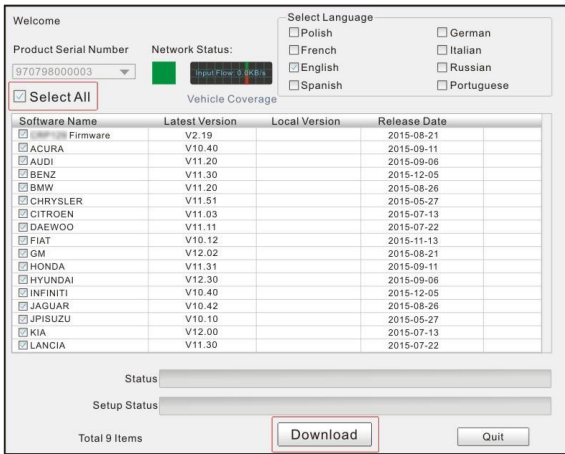 Welcome
Select Language
Polish German
Product Serial Number Network Status: French Italian
970798000003 Input Flow: 0.0KB/s English Russian
Select All Vehicle Coverage Spanish Portuguese
Software Name Latest Version Local Version Release Date
Firmware V2.19 2015-08-21
ACURA V10.40 2015-09-11
AUDI V11.20 2015-09-06
BENZ V11.30 2015-12-05
BMW V11.20 2015-08-26
CHRYSLER V11.51 2015-05-27
CITROEN V11.03 2015-07-13
DAEWOO V11.11 2015-07-22
FIAT V10.12 2015-11-13
GM V12.02 2015-08-21
HONDA V11.31 2015-09-11
HYUNDAI V12.30 2015-09-06
INFINITI V10.40 2015-12-05
JAGUAR V10.42 2015-08-26
JPISUZU V10.10 2015-05-27
KIA V12.00 2015-07-13
LANCIA V11.30 2015-07-22
Status
Setup Status
Total 9 Items Download Quit